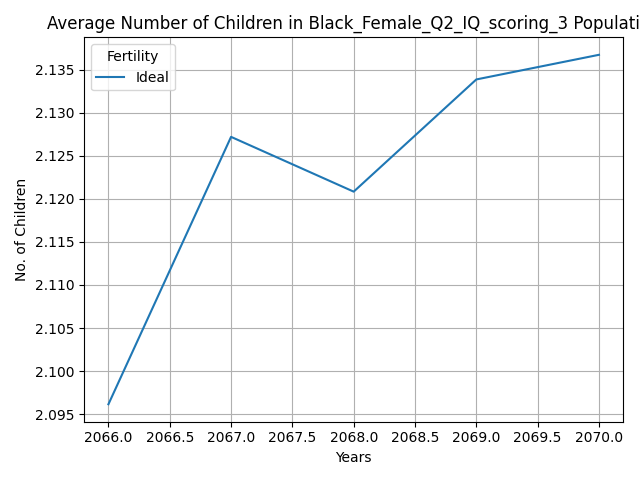 Average Number of Children in Black_Female_Q2_IQ_scoring_3 Populati
Fertility
Ideal
2.135
2.130
2.125
2.120
2.115
2.110
2.105
2.100
2.095
No. of Children
2066.0 2066.5 2067.0 2067.5 2068.0 2068.5 2069.0 2069.5 2070.0
Years